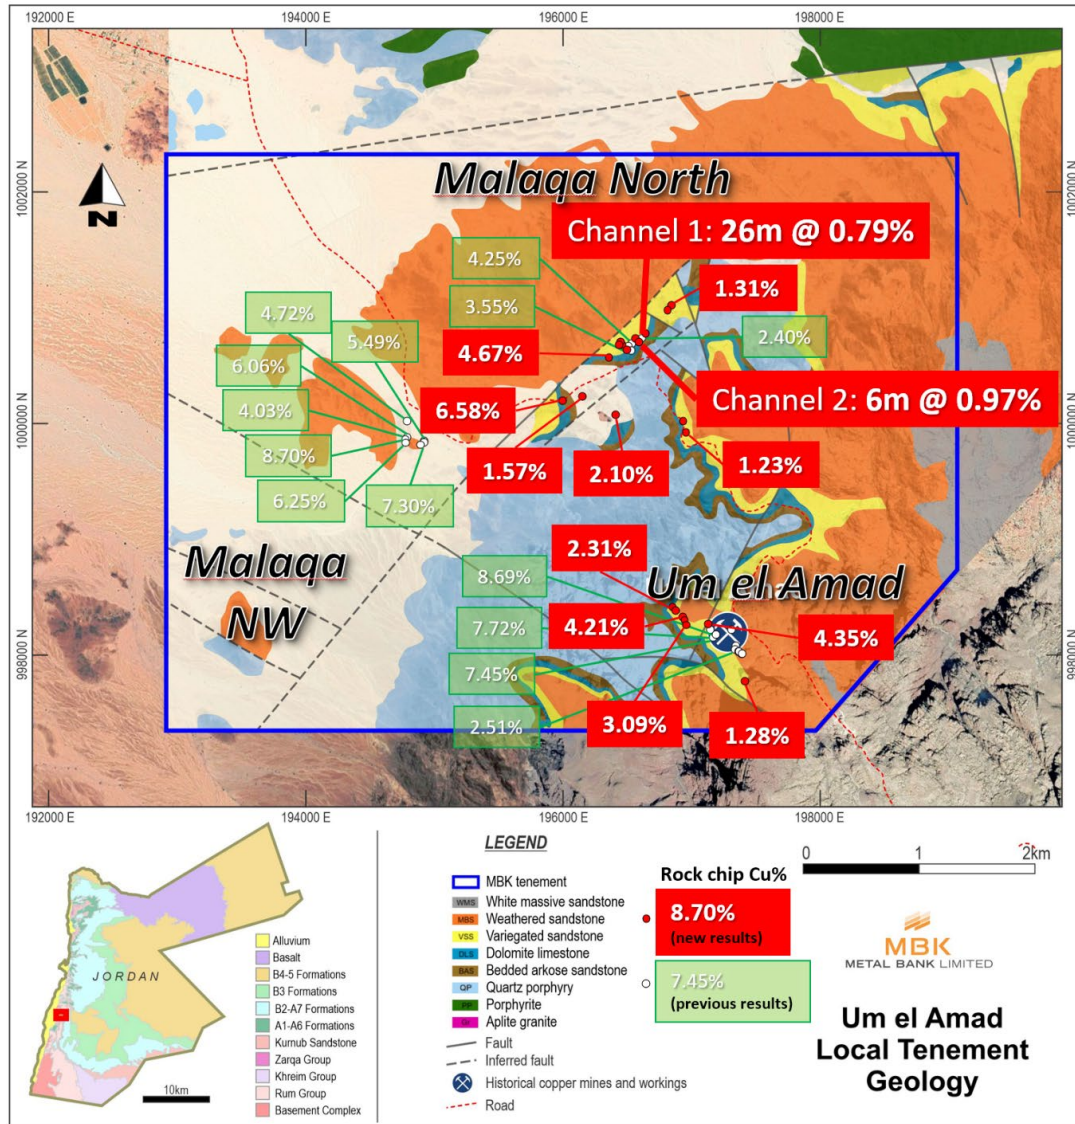 192000 E
194000 E
196000 E
198000 E
1002000 N
1002000 N
N
Malaqa North
Channel 1: 26m @ 0.79%
4.25%
1.31%
3.55%
4.72%
5.49%
2.40%
4.67%
6.06%
Channel 2: 6m @ 0.97%
6.58%
4.03%
1000000 N
1000000 N
8.70%
1.57%
2.10%
1.23%
6.25%
7.30%
2.31%
Malaqa
NW
8.69%
Um el Amad
7.72%
4.21%
4.35%
998000 N
998000 N
7.45%
2.51%
3.09%
1.28%
192000 E
194000 E
196000 E
198000 E
JORDAN
10km
Alluvium
Basalt
B4-5 Formations
B3 Formations
B2-A7 Formations
A1-A6 Formations
Kurnub Sandstone
Zarqa Group
Khreim Group
Rum Group
Basement Complex
LEGEND
MBK tenement
WMS White massive sandstone
MBS Weathered sandstone
VSS Variegated sandstone
DLS Dolomite limestone
BAS Bedded arkose sandstone
QP Quartz porphyry
PP Porphyrite
Gr Aplite granite
Fault
Inferred fault
Historical copper mines and workings
Road
Rock chip Cu%
8.70%
(new results)
7.45%
(previous results)
0 1 2km
MBK
METAL BANK LIMITED
Um el Amad
Local Tenement
Geology